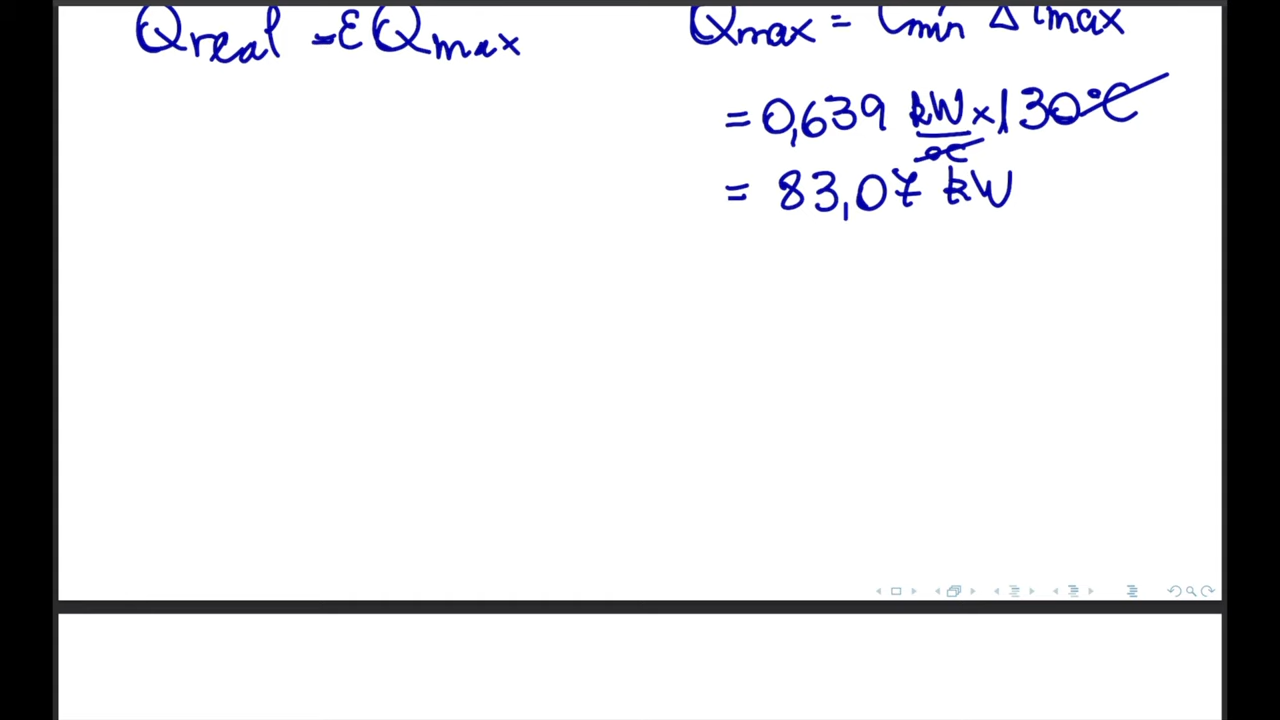 Qreal = εQmax
Qmax = Cmin ΔTmax
= 0,639 kW/°C × 130°C
= 83,07 kW